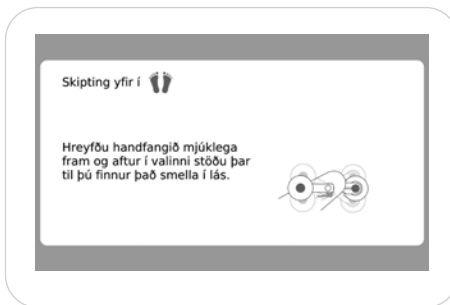 Skipting yfir í
Hreyfðu handfangið mjúklega
fram og aftur í valinni stöðu þar
til þú finnur það smella í lás.